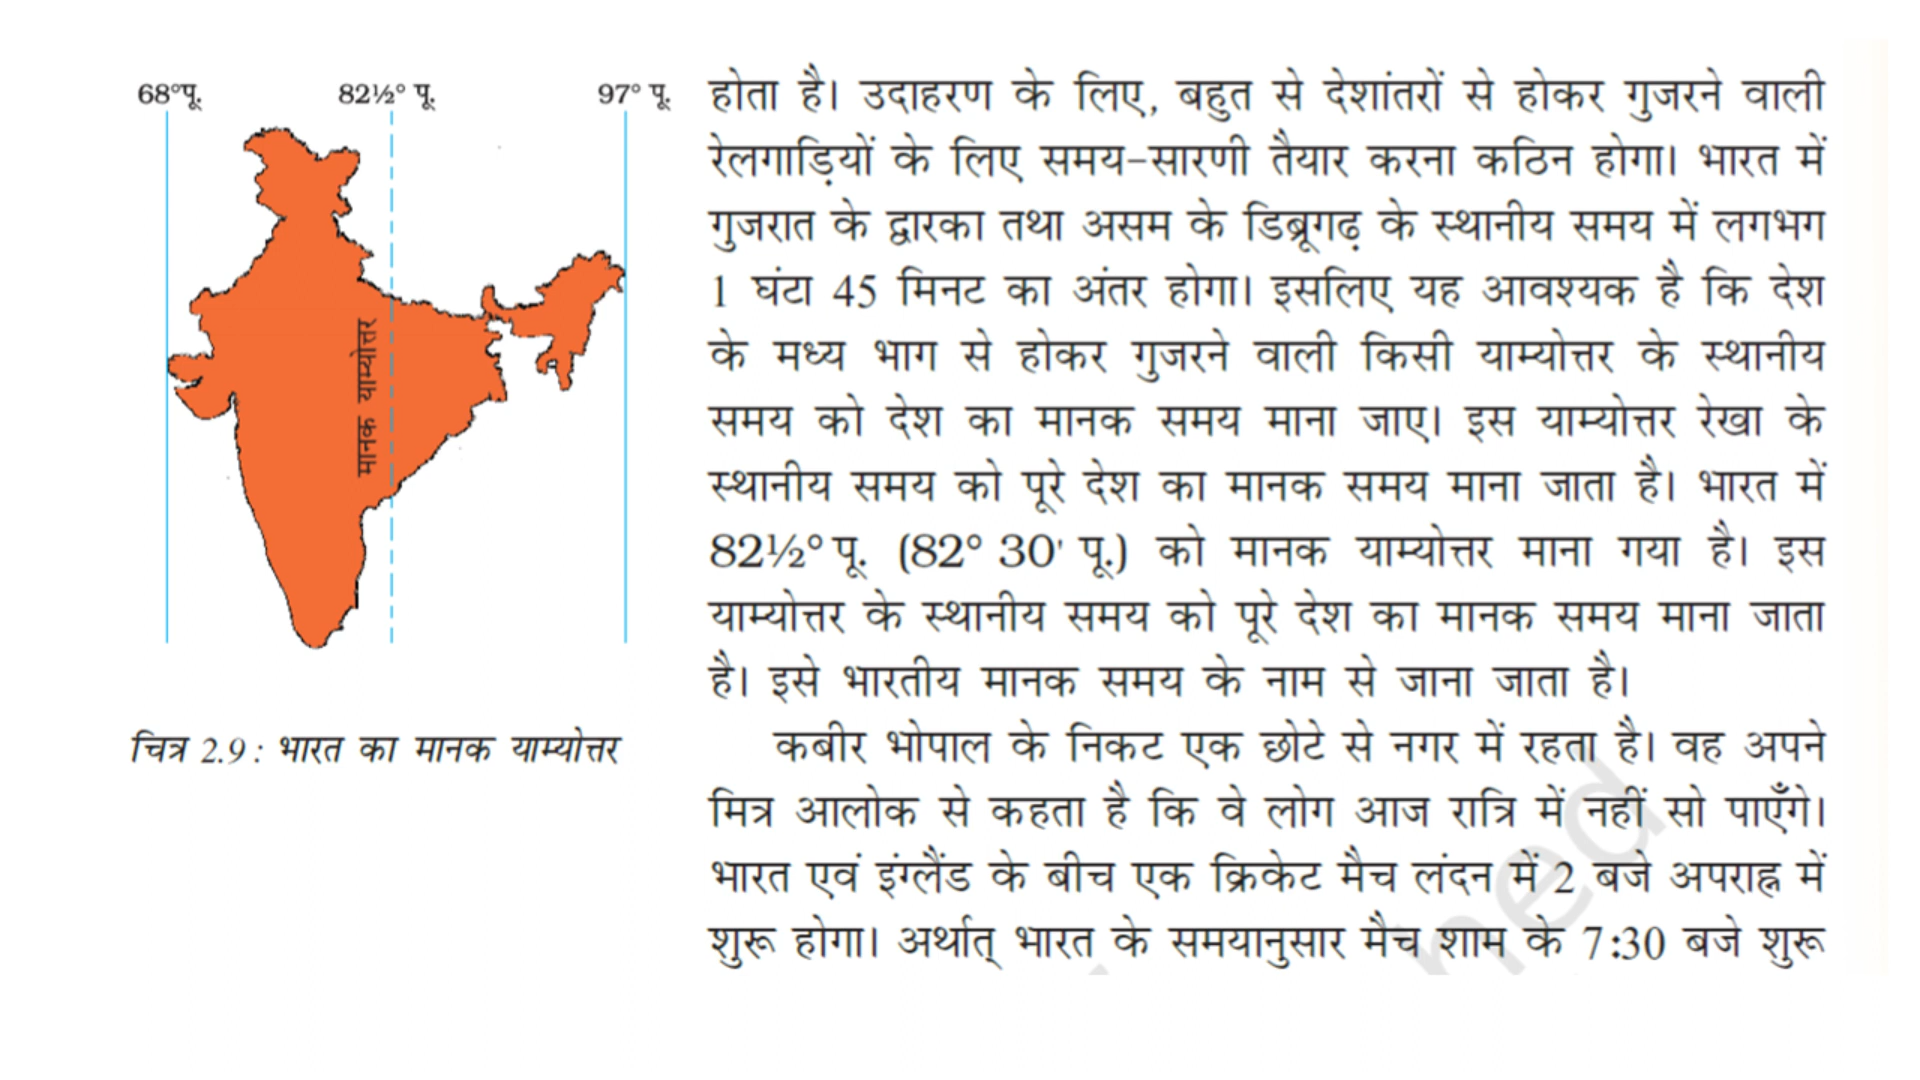 68°पू.
82½° पू.
97° पू.
मानक याम्योत्तर
चित्र 2.9 : भारत का मानक याम्योत्तर
होता है। उदाहरण के लिए, बहुत से देशांतरों से होकर गुजरने वाली
रेलगाड़ियों के लिए समय-सारणी तैयार करना कठिन होगा। भारत में
गुजरात के द्वारका तथा असम के डिब्रूगढ़ के स्थानीय समय में लगभग
1 घंटा 45 मिनट का अंतर होगा। इसलिए यह आवश्यक है कि देश
के मध्य भाग से होकर गुजरने वाली किसी याम्योत्तर के स्थानीय
समय को देश का मानक समय माना जाए। इस याम्योत्तर रेखा के
स्थानीय समय को पूरे देश का मानक समय माना जाता है। भारत में
82½° पू. (82° 30' पू.) को मानक याम्योत्तर माना गया है। इस
याम्योत्तर के स्थानीय समय को पूरे देश का मानक समय माना जाता
है। इसे भारतीय मानक समय के नाम से जाना जाता है।
कबीर भोपाल के निकट एक छोटे से नगर में रहता है। वह अपने
मित्र आलोक से कहता है कि वे लोग आज रात्रि में नहीं सो पाएँगे।
भारत एवं इंग्लैंड के बीच एक क्रिकेट मैच लंदन में 2 बजे अपराह्न में
शुरू होगा। अर्थात् भारत के समयानुसार मैच शाम के 7:30 बजे शुरू